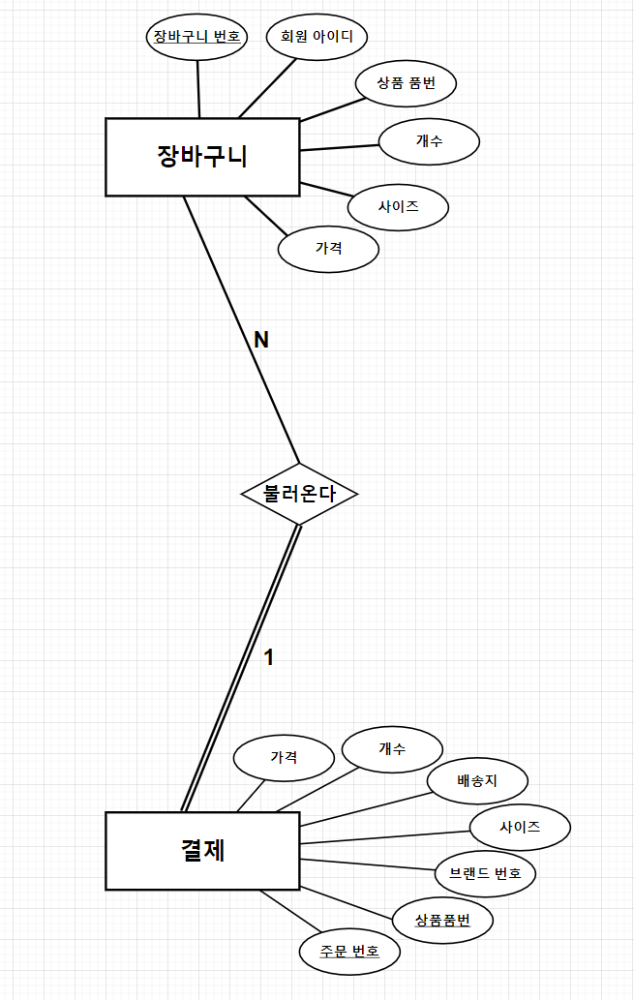 장바구니 번호
회원 아이디
상품 품번
장바구니
개수
사이즈
가격
N
불러온다
1
가격
개수
배송지
사이즈
결제
브랜드 번호
상품품번
주문 번호